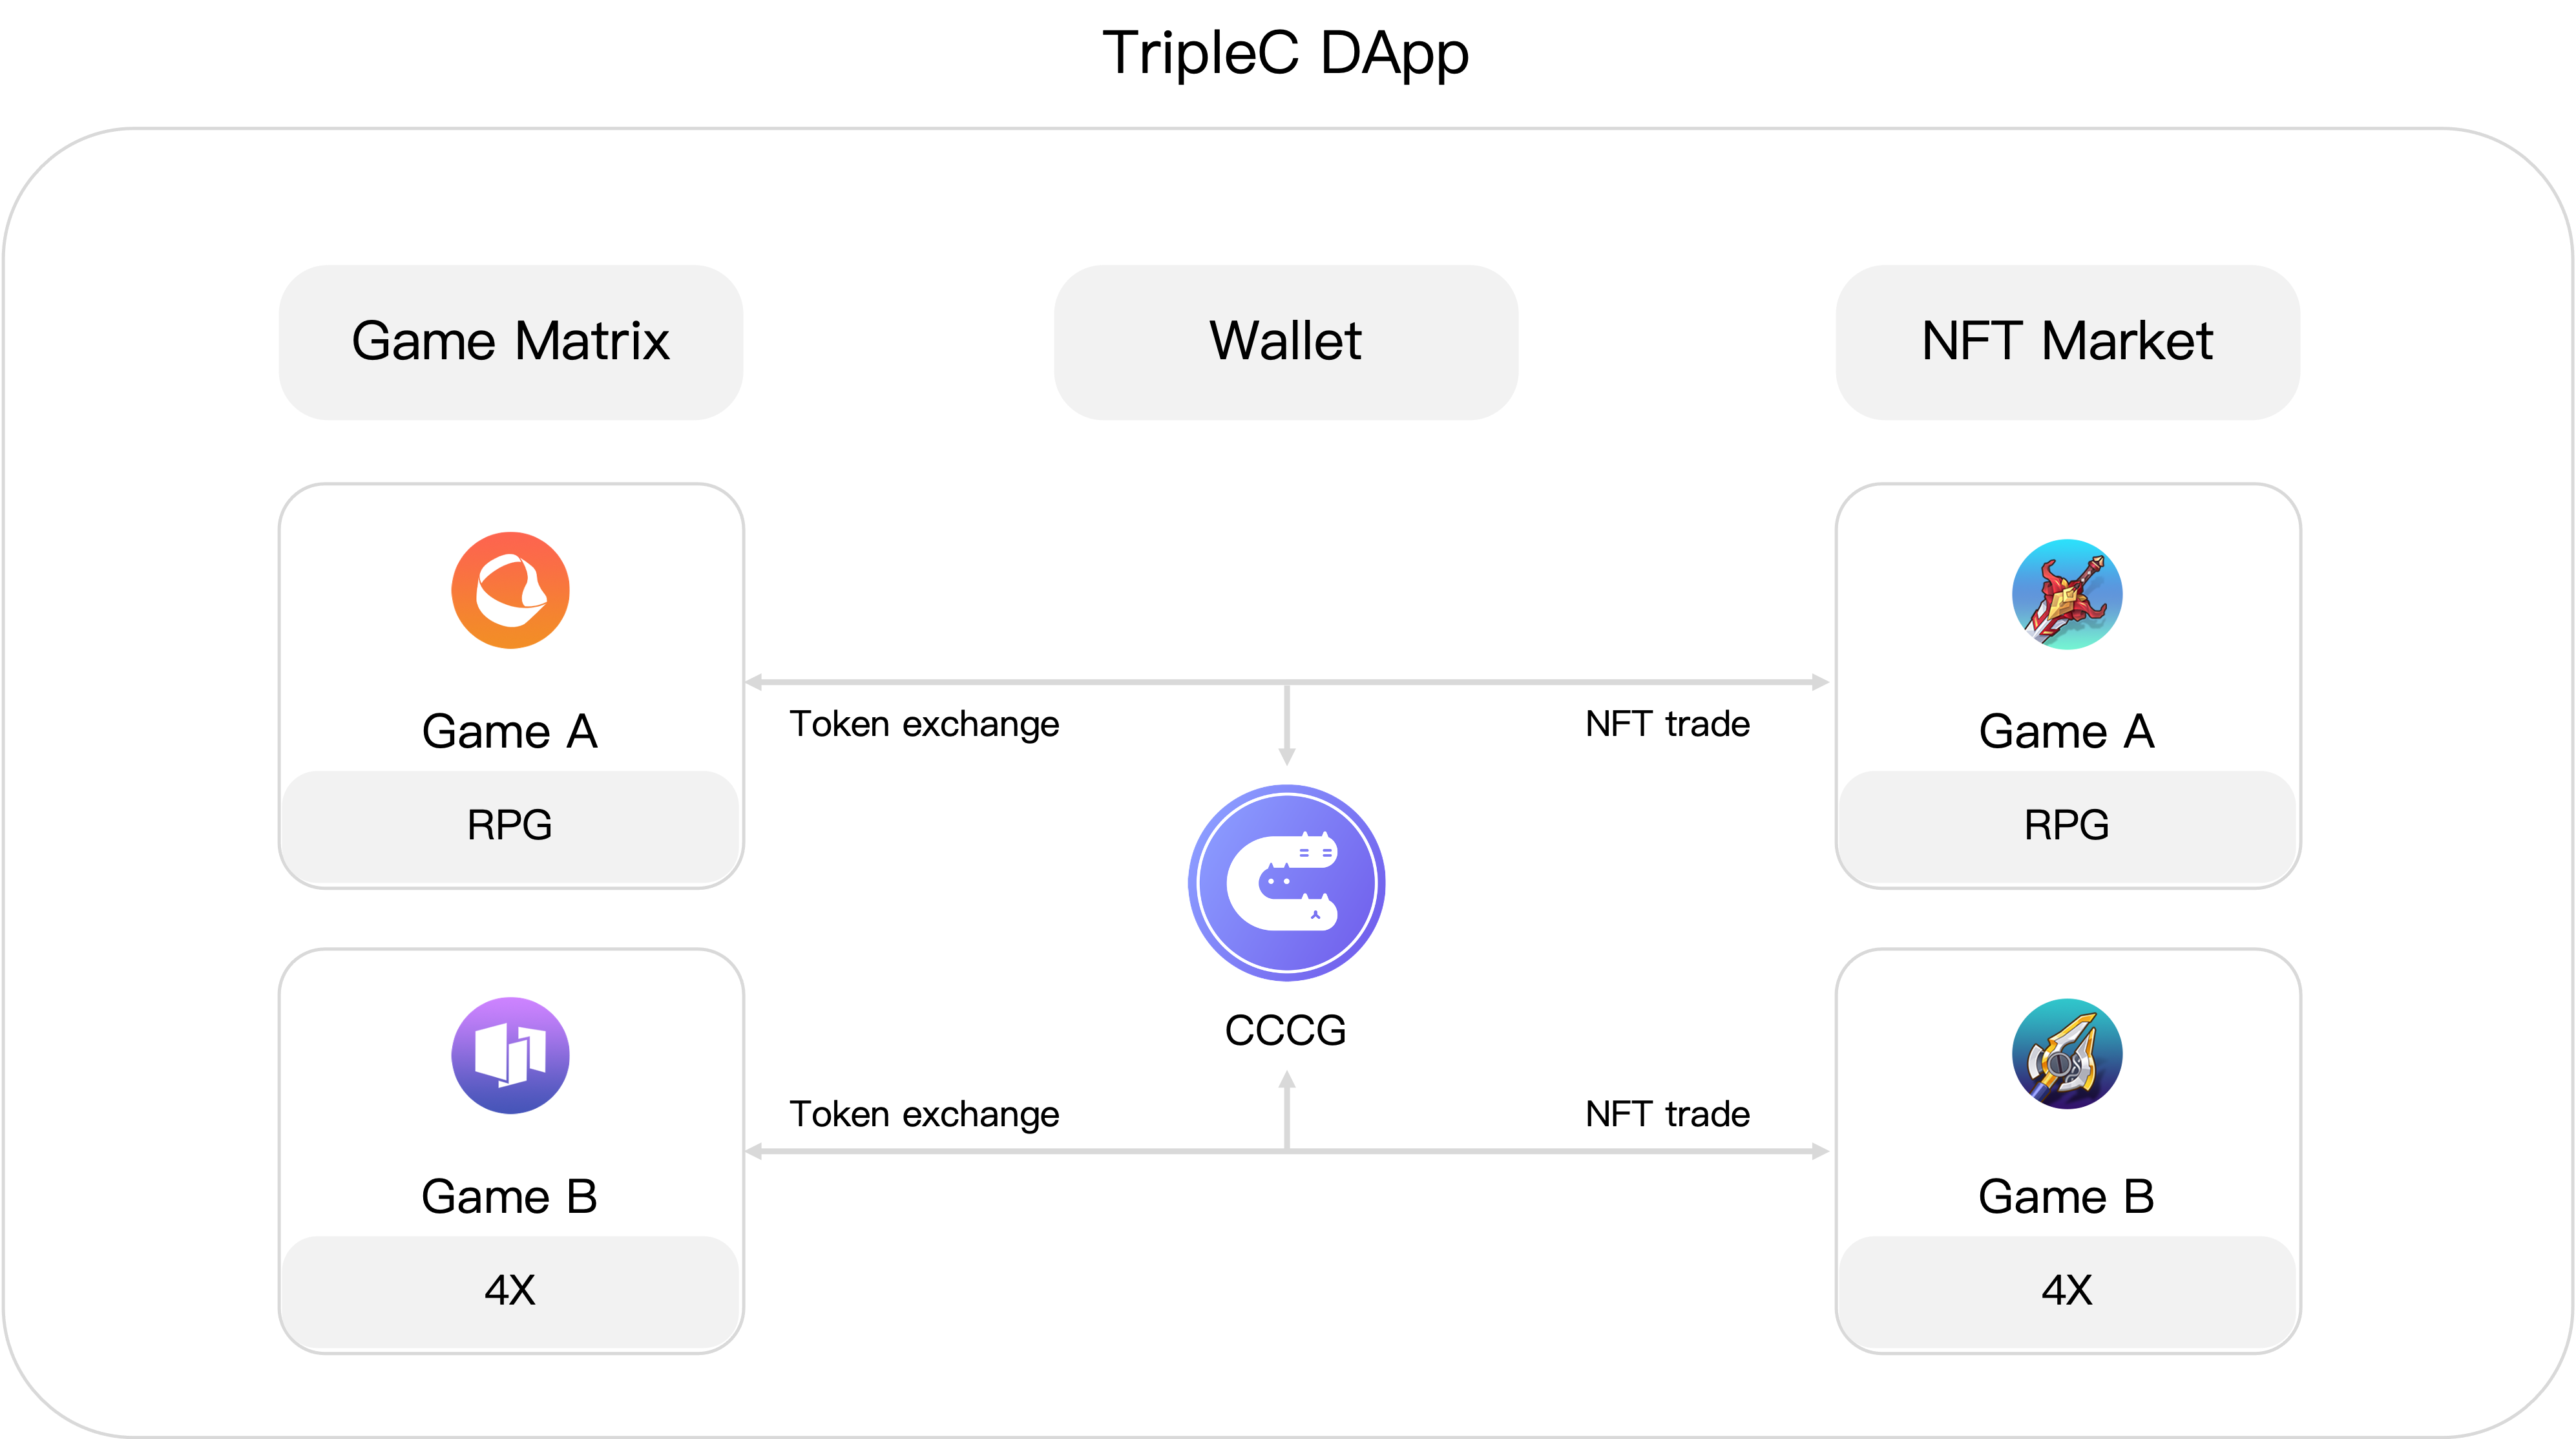 TripleC DApp
Game Matrix
Wallet
NFT Market
Game A
RPG
Token exchange
NFT trade
Game A
RPG
CCCG
Game B
4X
Token exchange
NFT trade
Game B
4X